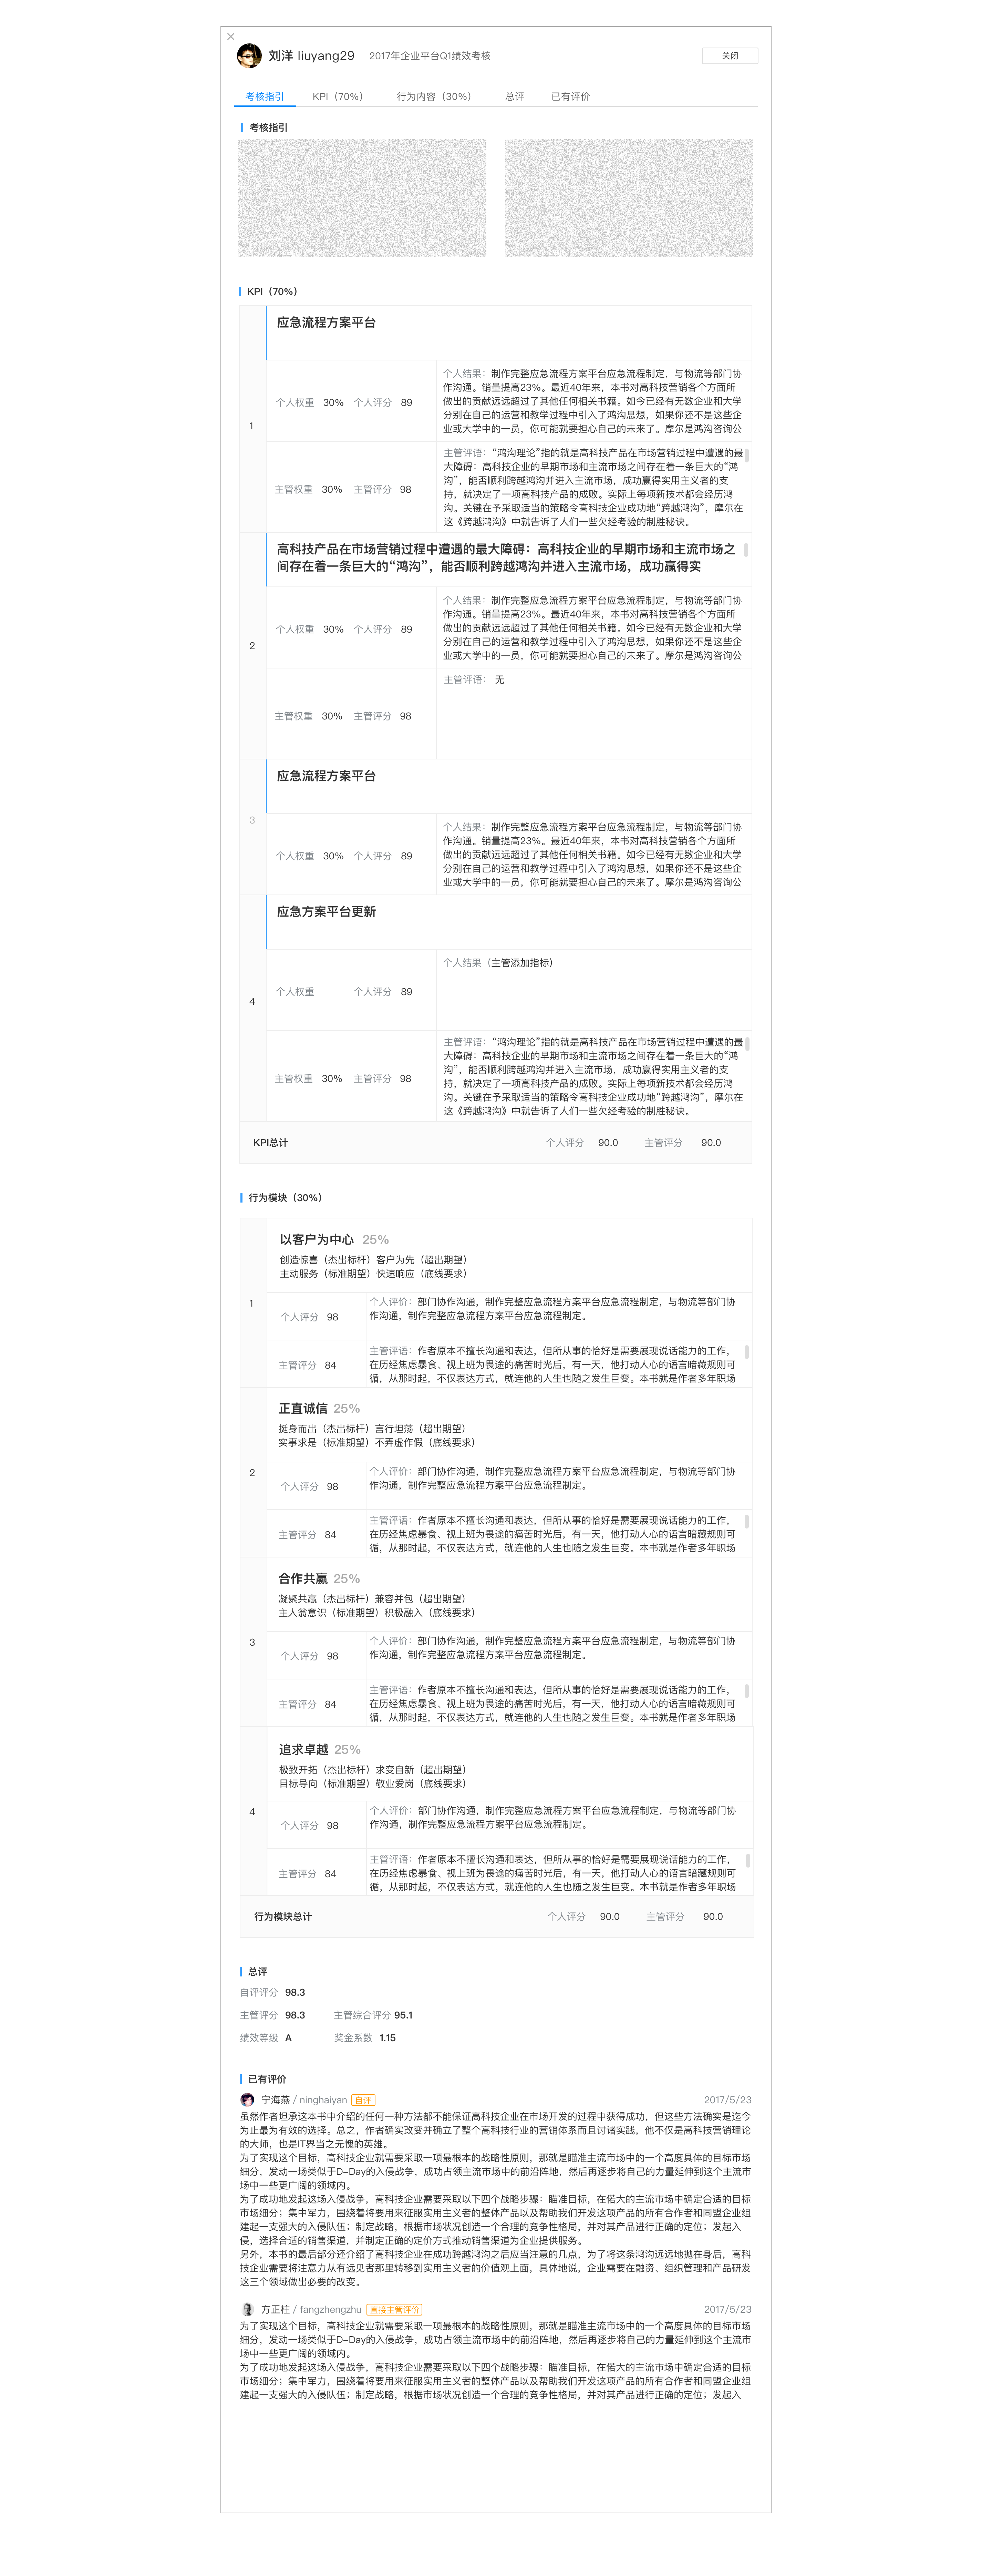 刘洋 liuyang29 2017年企业平台Q1绩效考核 关闭
考核指引 KPI（70%） 行为内容（30%） 总评 已有评价
考核指引
KPI（70%）
应急流程方案平台
1
个人权重 30% 个人评分 89
个人结果：制作完整应急流程方案平台应急流程制定，与物流等部门协
作沟通。销量提高23%。最近40年来，本书对高科技营销各个方面所
做出的贡献远远超过了其他任何相关书籍。如今已经有无数企业和大学
分别在自己的运营和教学过程中引入了鸿沟思想，如果你还不是这些企
业或大学中的一员，你可能就要担心自己的未来了。摩尔是鸿沟咨询公
主管权重 30% 主管评分 98
主管评语：“鸿沟理论”指的就是高科技产品在市场营销过程中遭遇的最
大障碍：高科技企业的早期市场和主流市场之间存在着一条巨大的“鸿
沟”，能否顺利跨越鸿沟并进入主流市场，成功赢得实用主义者的支
持，就决定了一项高科技产品的成败。实际上每项新技术都会经历鸿
沟。关键在予采取适当的策略令高科技企业成功地“跨越鸿沟”，摩尔在
这《跨越鸿沟》中就告诉了人们一些欠经考验的制胜秘诀。
高科技产品在市场营销过程中遭遇的最大障碍：高科技企业的早期市场和主流市场之
间存在着一条巨大的“鸿沟”，能否顺利跨越鸿沟并进入主流市场，成功赢得实
2
个人权重 30% 个人评分 89
个人结果：制作完整应急流程方案平台应急流程制定，与物流等部门协
作沟通。销量提高23%。最近40年来，本书对高科技营销各个方面所
做出的贡献远远超过了其他任何相关书籍。如今已经有无数企业和大学
分别在自己的运营和教学过程中引入了鸿沟思想，如果你还不是这些企
业或大学中的一员，你可能就要担心自己的未来了。摩尔是鸿沟咨询公
主管权重 30% 主管评分 98
主管评语： 无
应急流程方案平台
3
个人权重 30% 个人评分 89
个人结果：制作完整应急流程方案平台应急流程制定，与物流等部门协
作沟通。销量提高23%。最近40年来，本书对高科技营销各个方面所
做出的贡献远远超过了其他任何相关书籍。如今已经有无数企业和大学
分别在自己的运营和教学过程中引入了鸿沟思想，如果你还不是这些企
业或大学中的一员，你可能就要担心自己的未来了。摩尔是鸿沟咨询公
应急方案平台更新
4
个人权重 个人评分 89
个人结果（主管添加指标）
主管权重 30% 主管评分 98
主管评语：“鸿沟理论”指的就是高科技产品在市场营销过程中遭遇的最
大障碍：高科技企业的早期市场和主流市场之间存在着一条巨大的“鸿
沟”，能否顺利跨越鸿沟并进入主流市场，成功赢得实用主义者的支
持，就决定了一项高科技产品的成败。实际上每项新技术都会经历鸿
沟。关键在予采取适当的策略令高科技企业成功地“跨越鸿沟”，摩尔在
这《跨越鸿沟》中就告诉了人们一些欠经考验的制胜秘诀。
KPI总计 个人评分 90.0 主管评分 90.0
行为模块（30%）
以客户为中心 25%
创造惊喜（杰出标杆）客户为先（超出期望）
主动服务（标准期望）快速响应（底线要求）
1
个人评分 98
个人评价：部门协作沟通，制作完整应急流程方案平台应急流程制定，与物流等部门协
作沟通，制作完整应急流程方案平台应急流程制定。
主管评分 84
主管评语：作者原本不擅长沟通和表达，但所从事的恰好是需要展现说话能力的工作，
在历经焦虑暴食、视上班为畏途的痛苦时光后，有一天，他打动人心的语言暗藏规则可
循，从那时起，不仅表达方式，就连他的人生也随之发生巨变。本书就是作者多年职场
正直诚信 25%
挺身而出（杰出标杆）言行坦荡（超出期望）
实事求是（标准期望）不弄虚作假（底线要求）
2
个人评分 98
个人评价：部门协作沟通，制作完整应急流程方案平台应急流程制定，与物流等部门协
作沟通，制作完整应急流程方案平台应急流程制定。
主管评分 84
主管评语：作者原本不擅长沟通和表达，但所从事的恰好是需要展现说话能力的工作，
在历经焦虑暴食、视上班为畏途的痛苦时光后，有一天，他打动人心的语言暗藏规则可
循，从那时起，不仅表达方式，就连他的人生也随之发生巨变。本书就是作者多年职场
合作共赢 25%
凝聚共赢（杰出标杆）兼容并包（超出期望）
主人翁意识（标准期望）积极融入（底线要求）
3
个人评分 98
个人评价：部门协作沟通，制作完整应急流程方案平台应急流程制定，与物流等部门协
作沟通，制作完整应急流程方案平台应急流程制定。
主管评分 84
主管评语：作者原本不擅长沟通和表达，但所从事的恰好是需要展现说话能力的工作，
在历经焦虑暴食、视上班为畏途的痛苦时光后，有一天，他打动人心的语言暗藏规则可
循，从那时起，不仅表达方式，就连他的人生也随之发生巨变。本书就是作者多年职场
追求卓越 25%
极致开拓（杰出标杆）求变自新（超出期望）
目标导向（标准期望）敬业爱岗（底线要求）
4
个人评分 98
个人评价：部门协作沟通，制作完整应急流程方案平台应急流程制定，与物流等部门协
作沟通，制作完整应急流程方案平台应急流程制定。
主管评分 84
主管评语：作者原本不擅长沟通和表达，但所从事的恰好是需要展现说话能力的工作，
在历经焦虑暴食、视上班为畏途的痛苦时光后，有一天，他打动人心的语言暗藏规则可
循，从那时起，不仅表达方式，就连他的人生也随之发生巨变。本书就是作者多年职场
行为模块总计 个人评分 90.0 主管评分 90.0
总评
自评评分 98.3
主管评分 98.3 主管综合评分 95.1
绩效等级 A 奖金系数 1.15
已有评价
宁海燕 / ninghaiyan 自评 2017/5/23
虽然作者坦承这本书中介绍的任何一种方法都不能保证高科技企业在市场开发的过程中获得成功，但这些方法确实是迄今
为止最为有效的选择。总之，作者确实改变并确立了整个高科技行业的营销体系而且讨诸实践，他不仅是高科技营销理论
的大师，也是IT界当之无愧的英雄。
为了实现这个目标，高科技企业就需要采取一项最根本的战略性原则，那就是瞄准主流市场中的一个高度具体的目标市场
细分，发动一场类似于D-Day的入侵战争，成功占领主流市场中的前沿阵地，然后再逐步将自己的力量延伸到这个主流市
场中一些更广阔的领域内。
为了成功地发起这场入侵战争，高科技企业需要采取以下四个战略步骤：瞄准目标，在偌大的主流市场中确定合适的目标
市场细分；集中军力，围绕着将要用来征服实用主义者的整体产品以及帮助我们开发这项产品的所有合作者和同盟企业组
建起一支强大的入侵队伍；制定战略，根据市场状况创造一个合理的竞争性格局，并对其产品进行正确的定位；发起入
侵，选择合适的销售渠道，并制定正确的定价方式推动销售渠道为企业提供服务。
另外，本书的最后部分还介绍了高科技企业在成功跨越鸿沟之后应当注意的几点，为了将这条鸿沟远远地抛在身后，高科
技企业需要将注意力从有远见者那里转移到实用主义者的价值观上面，具体地说，企业需要在融资、组织管理和产品研发
这三个领域做出必要的改变。
方正柱 / fangzhengzhu 直接主管评价 2017/5/23
为了实现这个目标，高科技企业就需要采取一项最根本的战略性原则，那就是瞄准主流市场中的一个高度具体的目标市场
细分，发动一场类似于D-Day的入侵战争，成功占领主流市场中的前沿阵地，然后再逐步将自己的力量延伸到这个主流市
场中一些更广阔的领域内。
为了成功地发起这场入侵战争，高科技企业需要采取以下四个战略步骤：瞄准目标，在偌大的主流市场中确定合适的目标
市场细分；集中军力，围绕着将要用来征服实用主义者的整体产品以及帮助我们开发这项产品的所有合作者和同盟企业组
建起一支强大的入侵队伍；制定战略，根据市场状况创造一个合理的竞争性格局，并对其产品进行正确的定位；发起入